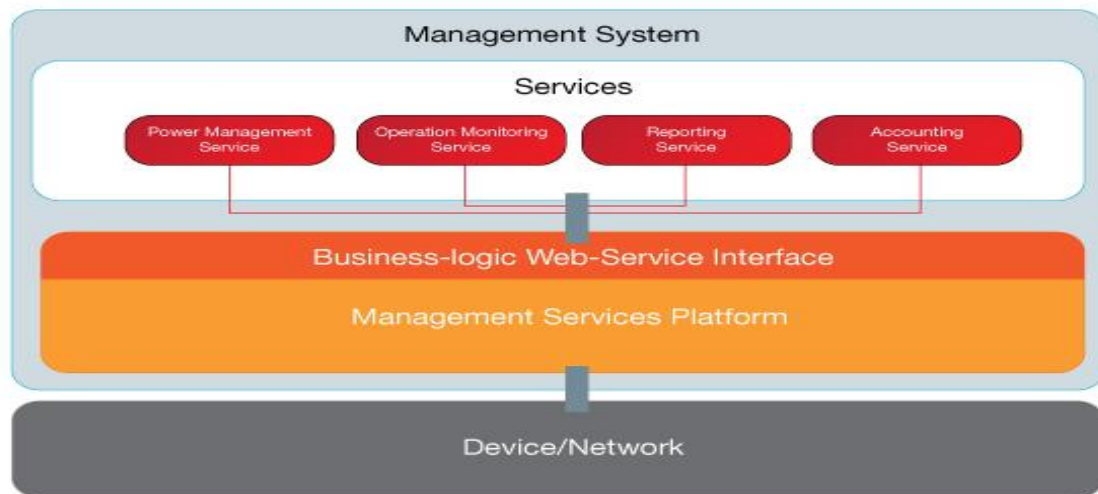 Management System
Services
Power Management
Service
Operation Monitoring
Service
Reporting
Service
Accounting
Service
Business-logic Web-Service Interface
Management Services Platform
Device/Network